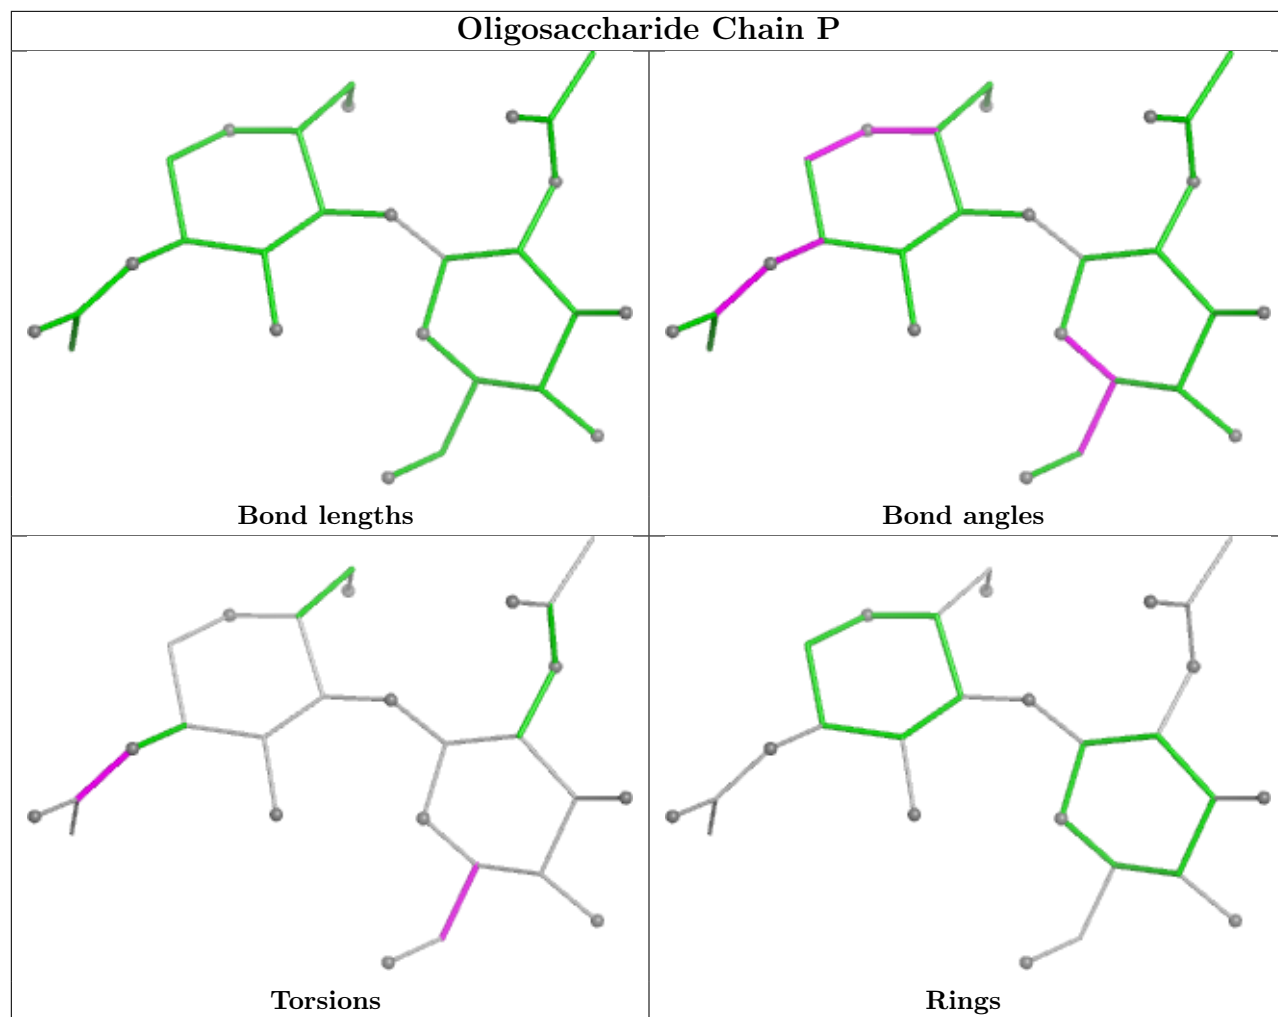 Oligosaccharide Chain P
Bond lengths
Bond angles
Torsions
Rings